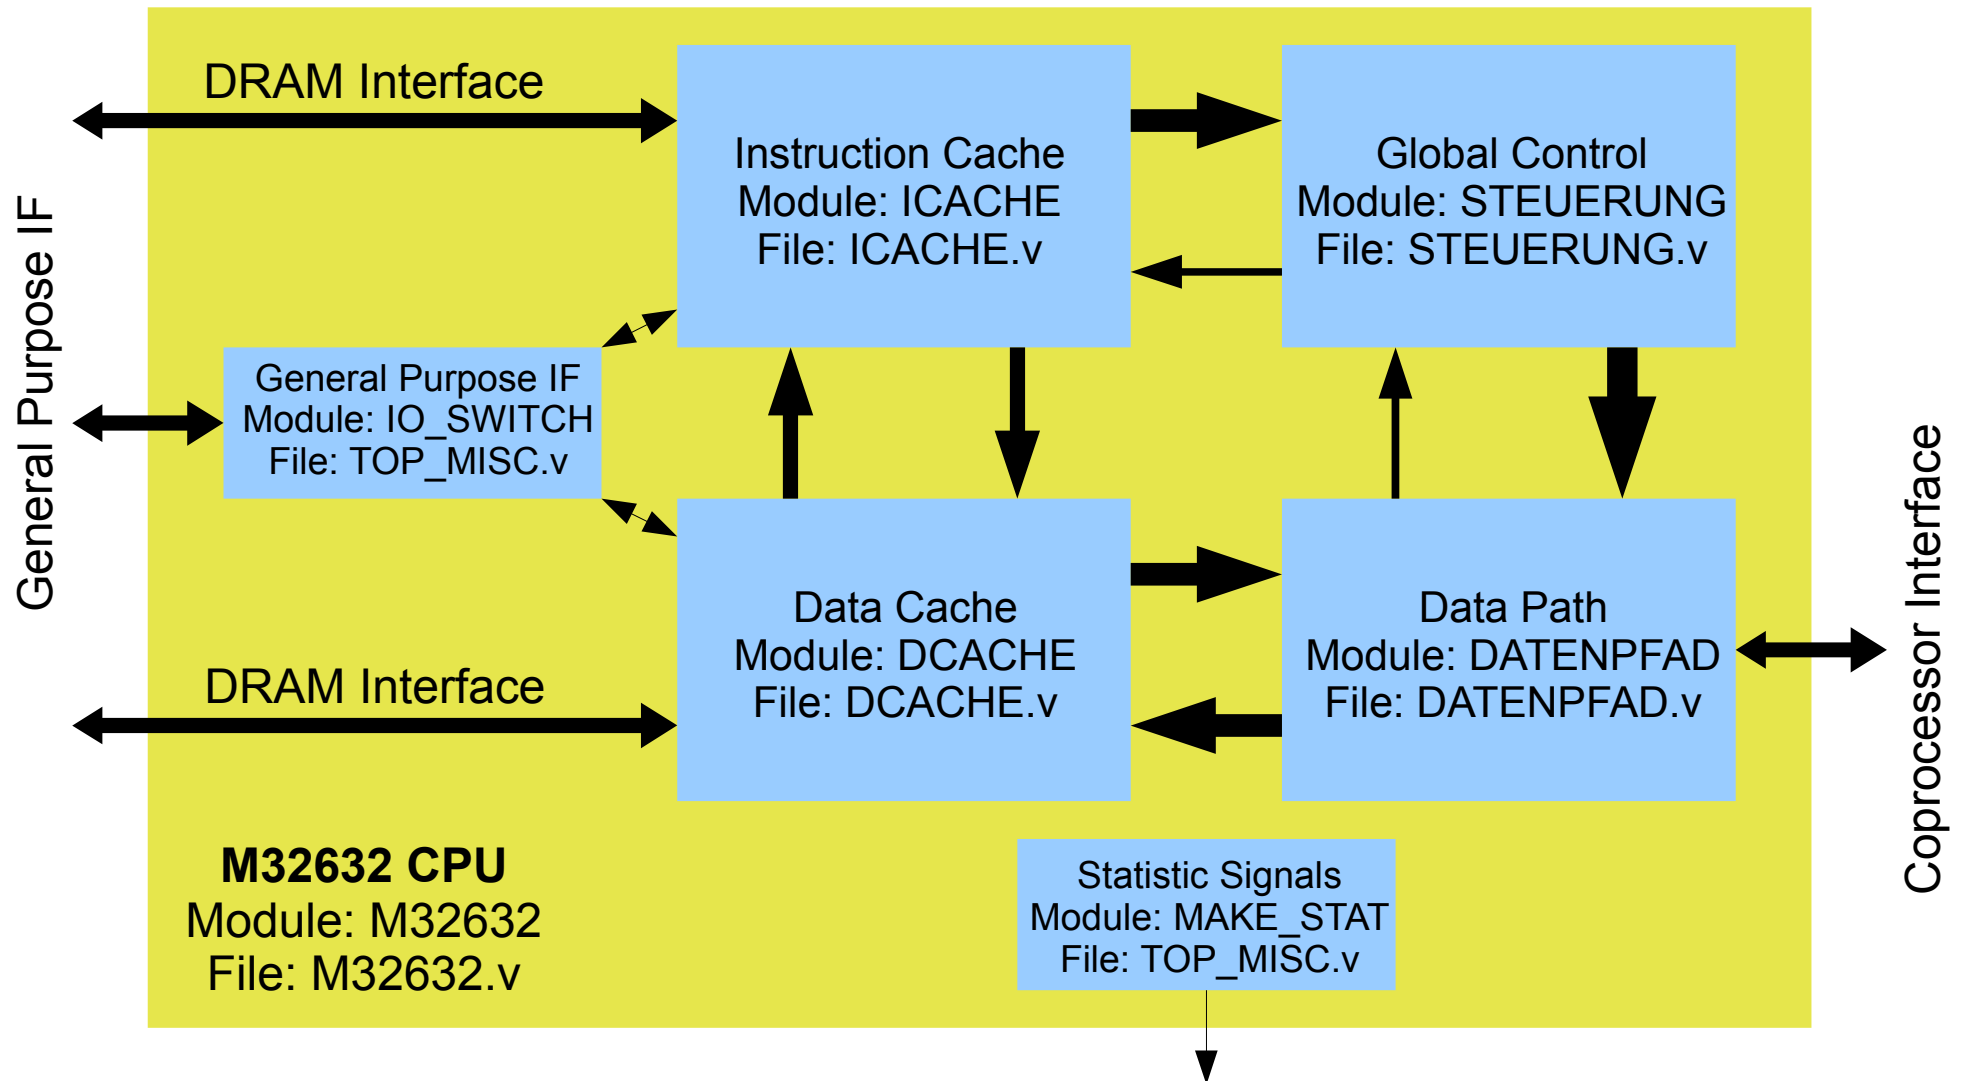 General Purpose IF
DRAM Interface
Instruction Cache
Module: ICACHE
File: ICACHE.v
Global Control
Module: STEUERUNG
File: STEUERUNG.v
General Purpose IF
Module: IO_SWITCH
File: TOP_MISC.v
DRAM Interface
Data Cache
Module: DCACHE
File: DCACHE.v
Data Path
Module: DATENPFAD
File: DATENPFAD.v
Coprocessor Interface
M32632 CPU
Module: M32632
File: M32632.v
Statistic Signals
Module: MAKE_STAT
File: TOP_MISC.v